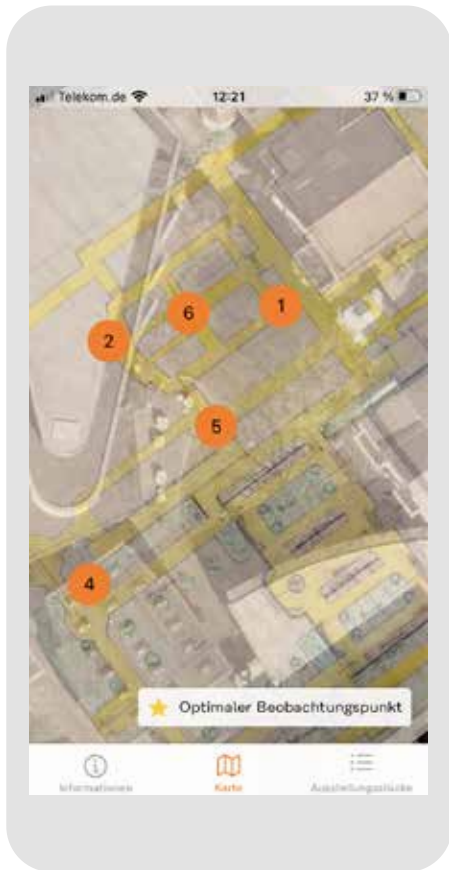 Telekom.de 12:21 37 %
1
6
2
5
4
Optimaler Beobachtungspunkt
Informationen Karte Ausstellungsstücke